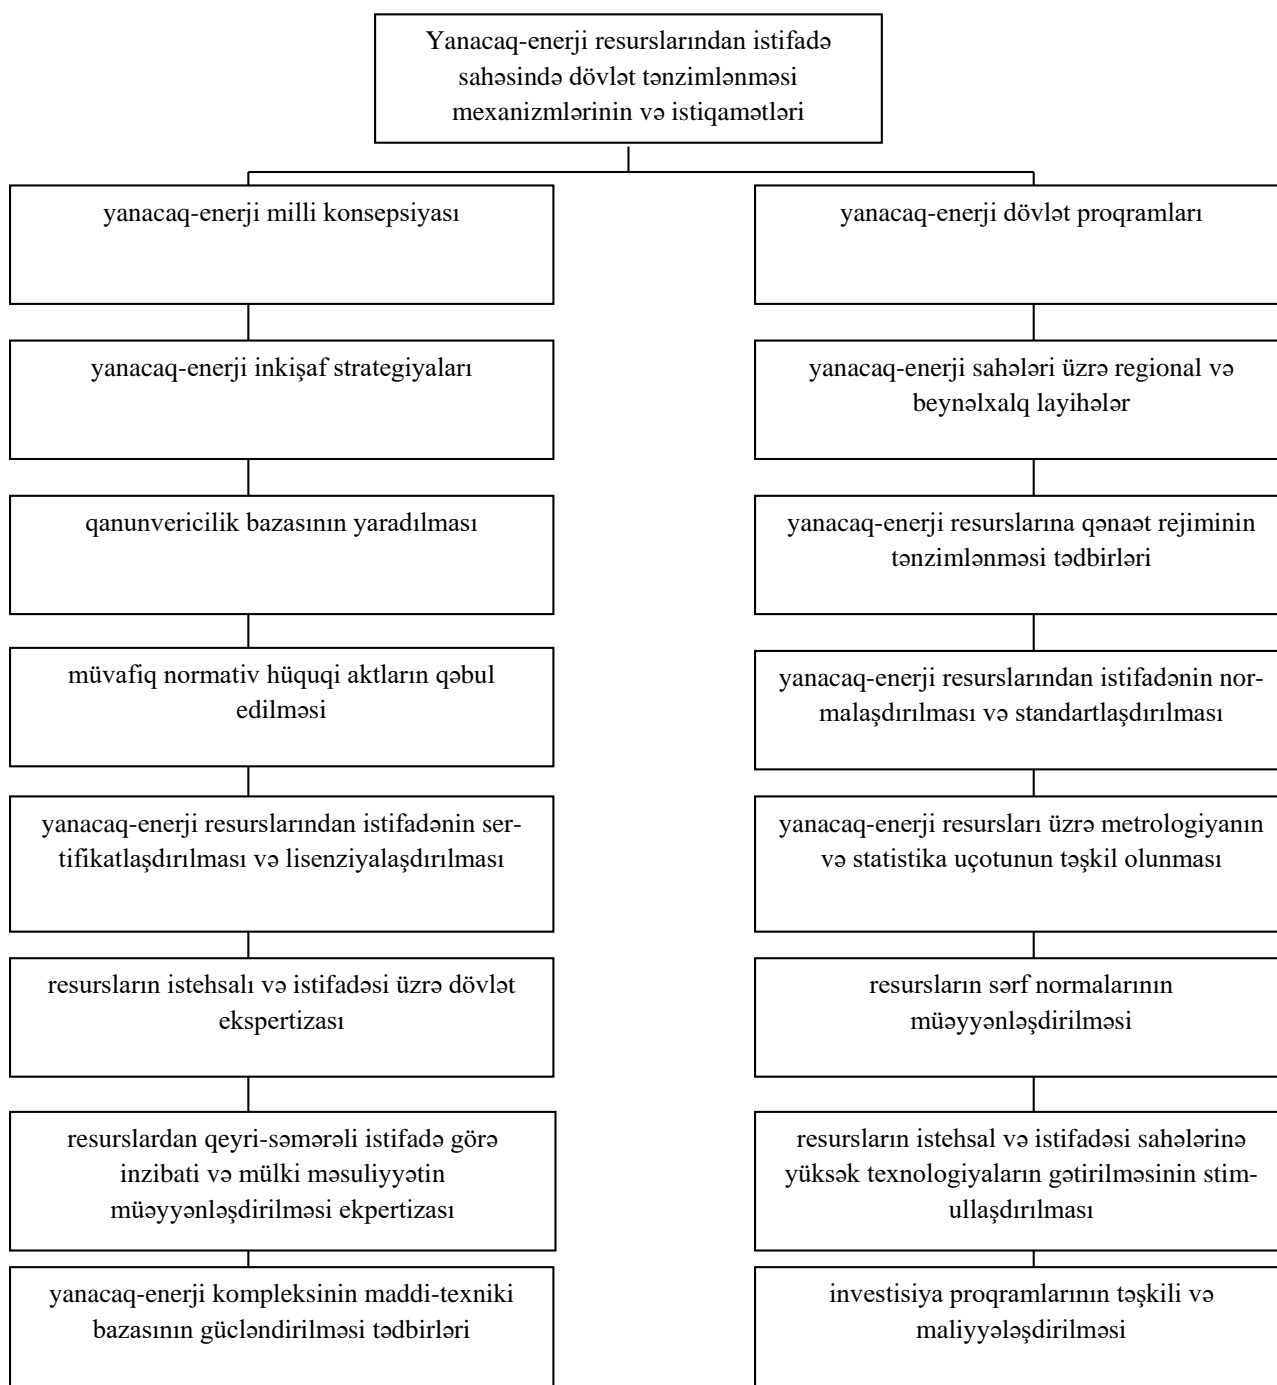 Yanacaq-enerji resurslarından istifadə
sahəsində dövlət tənzimlənməsi
mexanizmlərinin və istiqamətləri
yanacaq-enerji milli konsepsiyası
yanacaq-enerji dövlət proqramları
yanacaq-enerji inkişaf strategiyaları
yanacaq-enerji sahələri üzrə regional və
beynəlxalq layihələr
qanunvericilik bazasının yaradılması
yanacaq-enerji resurslarına qənaət rejiminin
tənzimlənməsi tədbirləri
müvafiq normativ hüquqi aktların qəbul
edilməsi
yanacaq-enerji resurslarından istifadənin nor-
malaşdırılması və standartlaşdırılması
yanacaq-enerji resurslarından istifadənin ser-
tifikatlaşdırılması və lisenziyalaşdırılması
yanacaq-enerji resursları üzrə metrologiyanın
və statistika uçotunun təşkil olunması
resursların istehsalı və istifadəsi üzrə dövlət
ekspertizası
resursların sərf normalarının
müəyyənləşdirilməsi
resurslardan qeyri-səmərəli istifadə görə
inzibati və mülki məsuliyyətin
müəyyənləşdirilməsi ekpertizası
resursların istehsal və istifadəsi sahələrinə
yüksək texnologiyaların gətirilməsinin stim-
ullaşdırılması
yanacaq-enerji kompleksinin maddi-texniki
bazasının gücləndirilməsi tədbirləri
investisiya proqramlarının təşkili və
maliyyələşdirilməsi